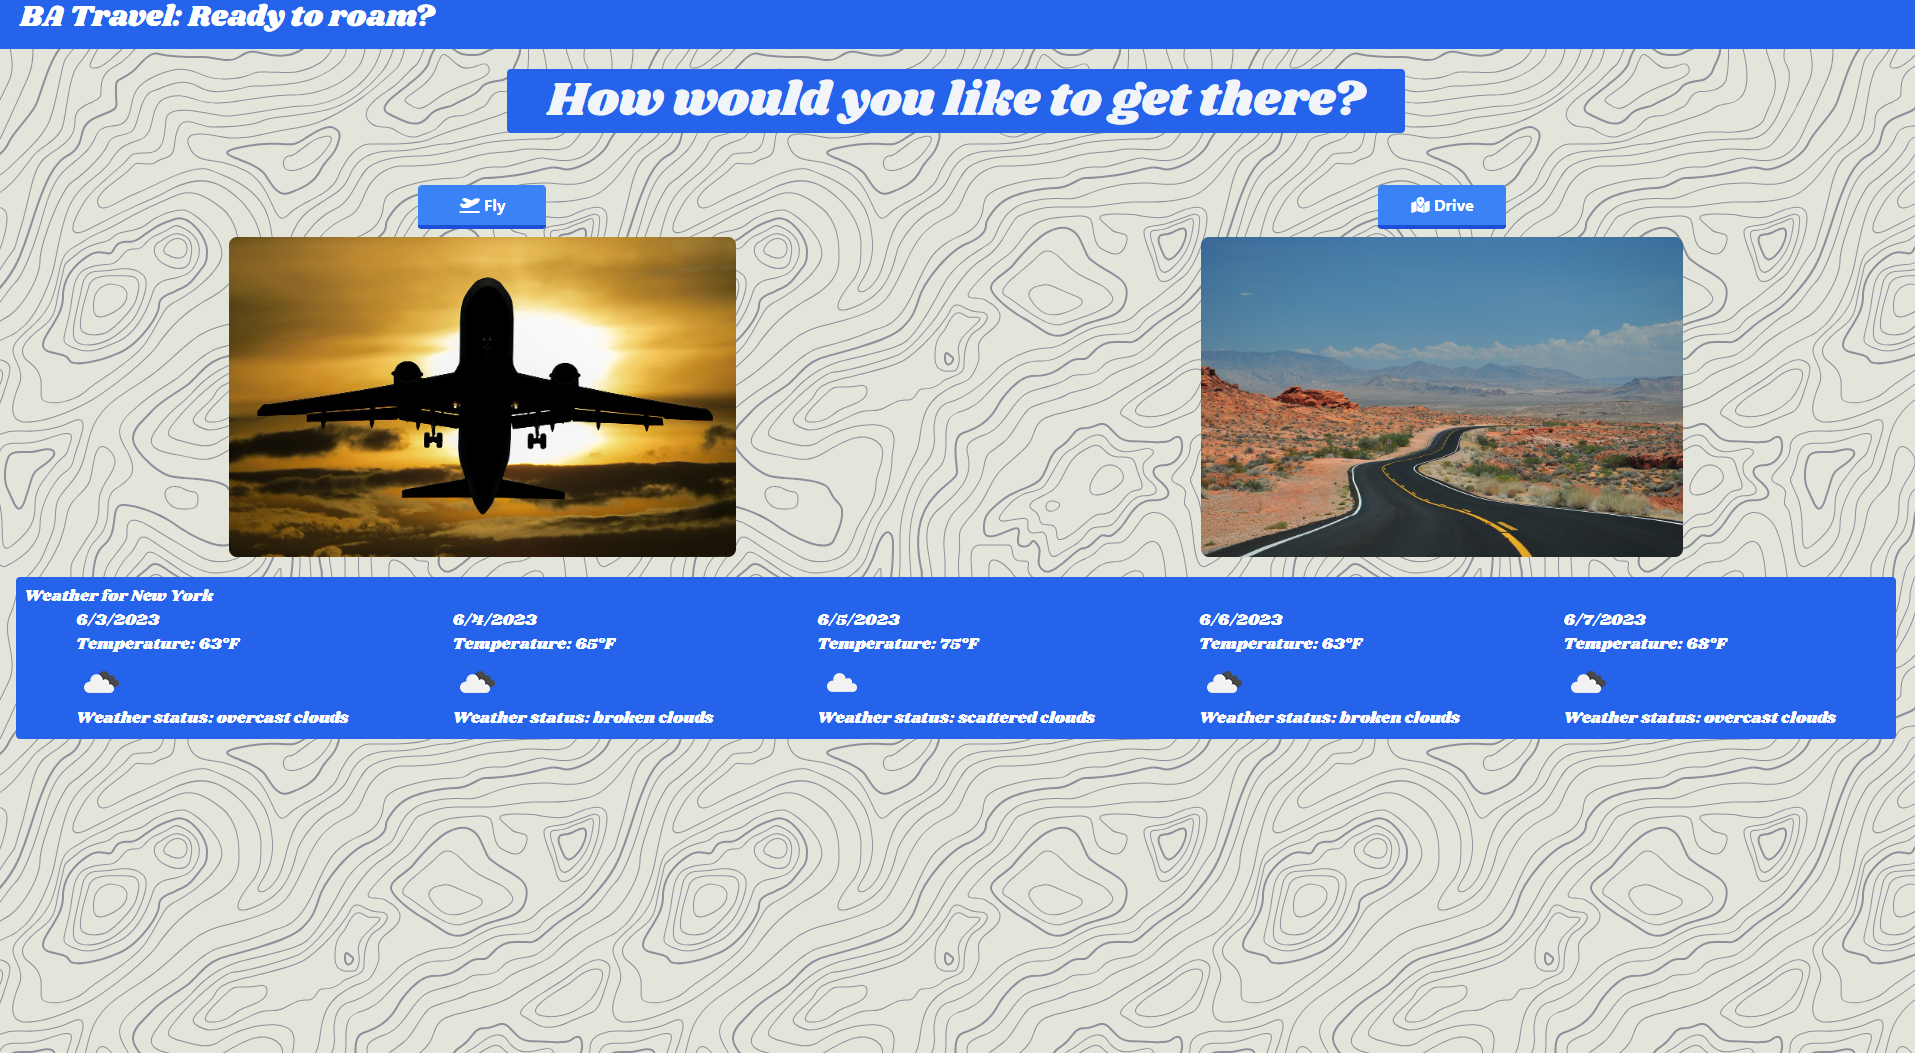 BA Travel: Ready to roam?
How would you like to get there?
Fly
Drive
Weather for New York
6/3/2023
Temperature: 63°F
Weather status: overcast clouds
6/4/2023
Temperature: 65°F
Weather status: broken clouds
6/5/2023
Temperature: 75°F
Weather status: scattered clouds
6/6/2023
Temperature: 63°F
Weather status: broken clouds
6/7/2023
Temperature: 68°F
Weather status: overcast clouds